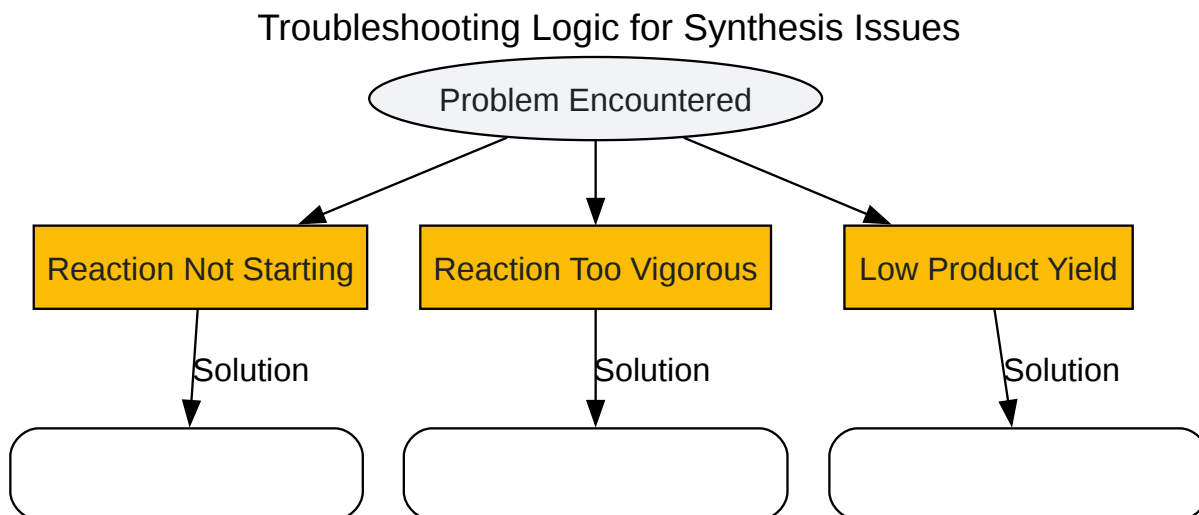 Troubleshooting Logic for Synthesis Issues
Problem Encountered
Reaction Not Starting
Reaction Too Vigorous
Low Product Yield
Solution
Solution
Solution